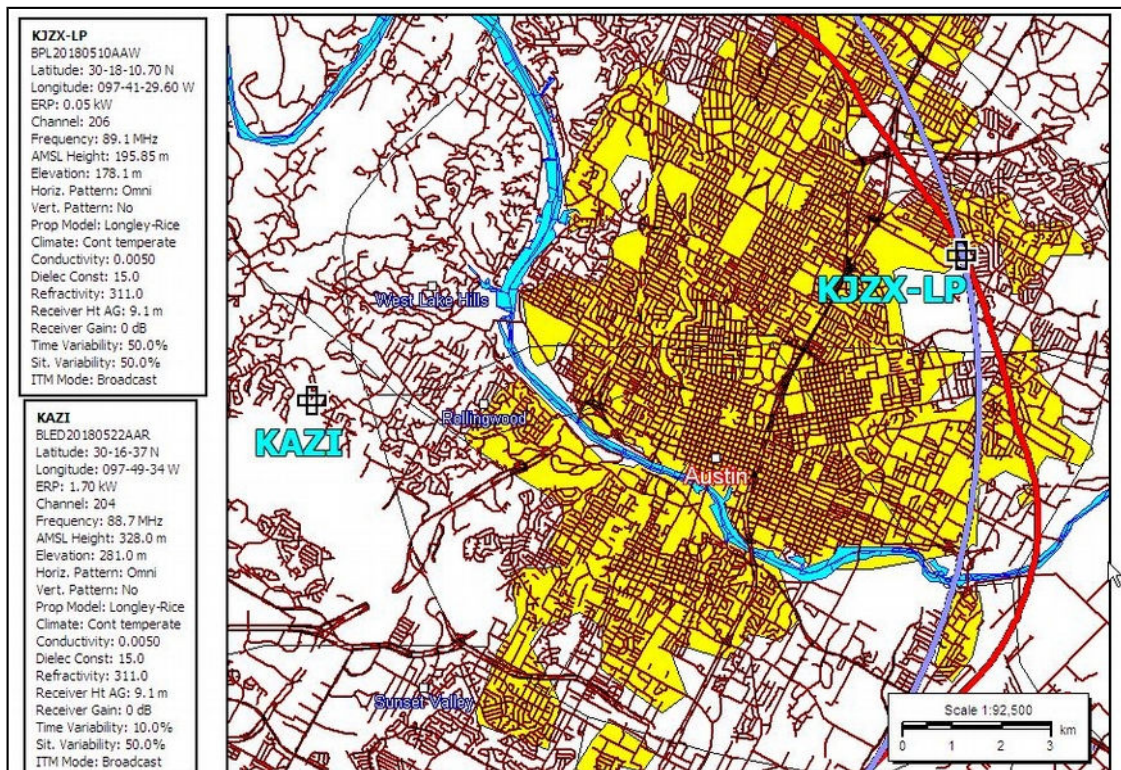 KJZX-LP
BPL20180510AAW
Latitude: 30-18-10.70 N
Longitude: 097-41-29.60 W
ERP: 0.05 kW
Channel: 206
Frequency: 89.1 MHz
AMSL Height: 195.85 m
Elevation: 178.1 m
Horiz. Pattern: Omni
Vert. Pattern: No
Prop Model: Longley-Rice
Climate: Cont temperate
Conductivity: 0.0050
Dielec Const: 15.0
Refractivity: 311.0
Receiver Ht AG: 9.1 m
Receiver Gain: 0 dB
Time Variability: 50.0%
Sit. Variability: 50.0%
ITM Mode: Broadcast
KAZI
BLED20180522AAR
Latitude: 30-16-37 N
Longitude: 097-49-34 W
ERP: 1.70 kW
Channel: 204
Frequency: 88.7 MHz
AMSL Height: 328.0 m
Elevation: 281.0 m
Horiz. Pattern: Omni
Vert. Pattern: No
Prop Model: Longley-Rice
Climate: Cont temperate
Conductivity: 0.0050
Dielec Const: 15.0
Refractivity: 311.0
Receiver Ht AG: 9.1 m
Receiver Gain: 0 dB
Time Variability: 10.0%
Sit. Variability: 50.0%
ITM Mode: Broadcast
KJZX-LP
West Lake Hills
Rollingwood
KAZI
Austin
Sunset Valley
Scale 1:92,500
0 1 2 3 km